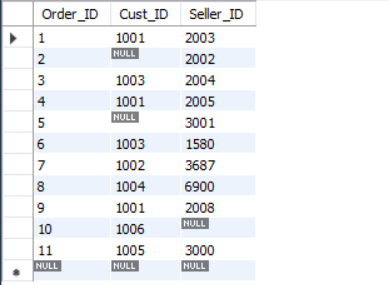 Order_ID Cust_ID Seller_ID
1 1001 2003
2 NULL 2002
3 1003 2004
4 1001 2005
5 NULL 3001
6 1003 1580
7 1002 3687
8 1004 6900
9 1001 2008
10 1006 NULL
11 1005 3000
NULL NULL NULL